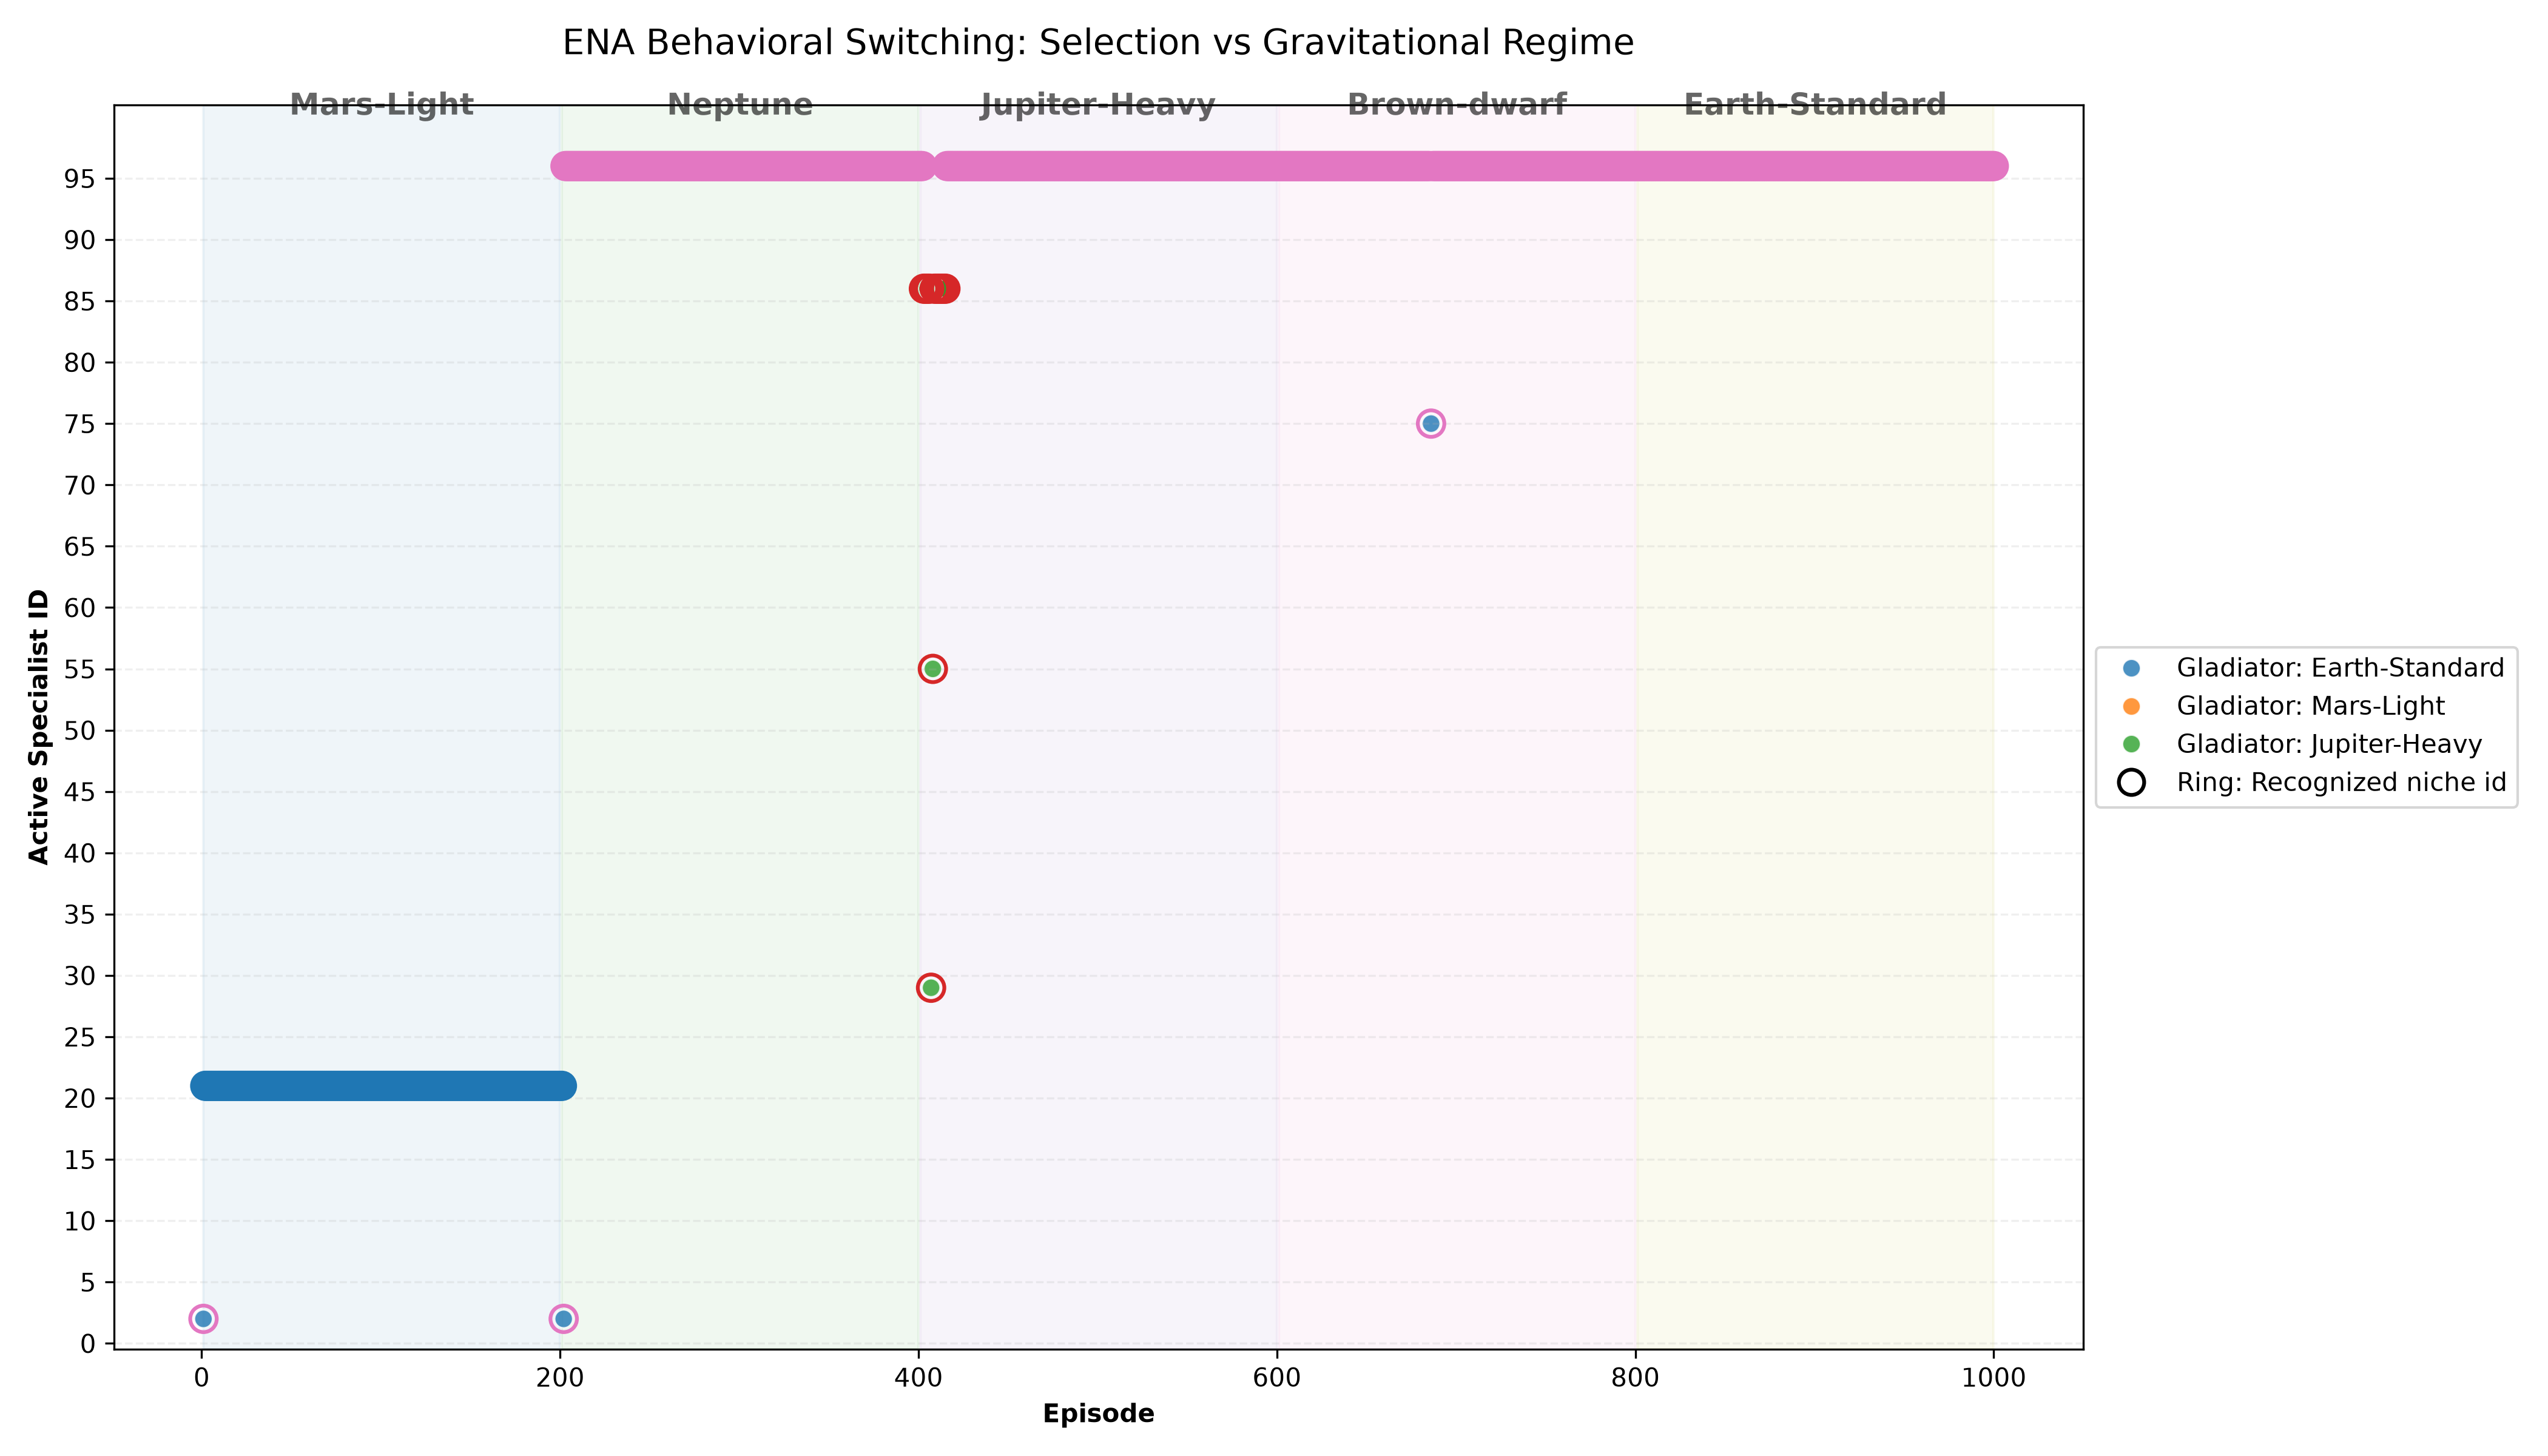 ENA Behavioral Switching: Selection vs Gravitational Regime
Mars-Light Neptune Jupiter-Heavy Brown-dwarf Earth-Standard
95
90
85
80
75
70
65
60
55
50
45
40
35
30
25
20
15
10
5
0
Active Specialist ID
0 200 400 600 800 1000
Episode
Gladiator: Earth-Standard
Gladiator: Mars-Light
Gladiator: Jupiter-Heavy
Ring: Recognized niche id